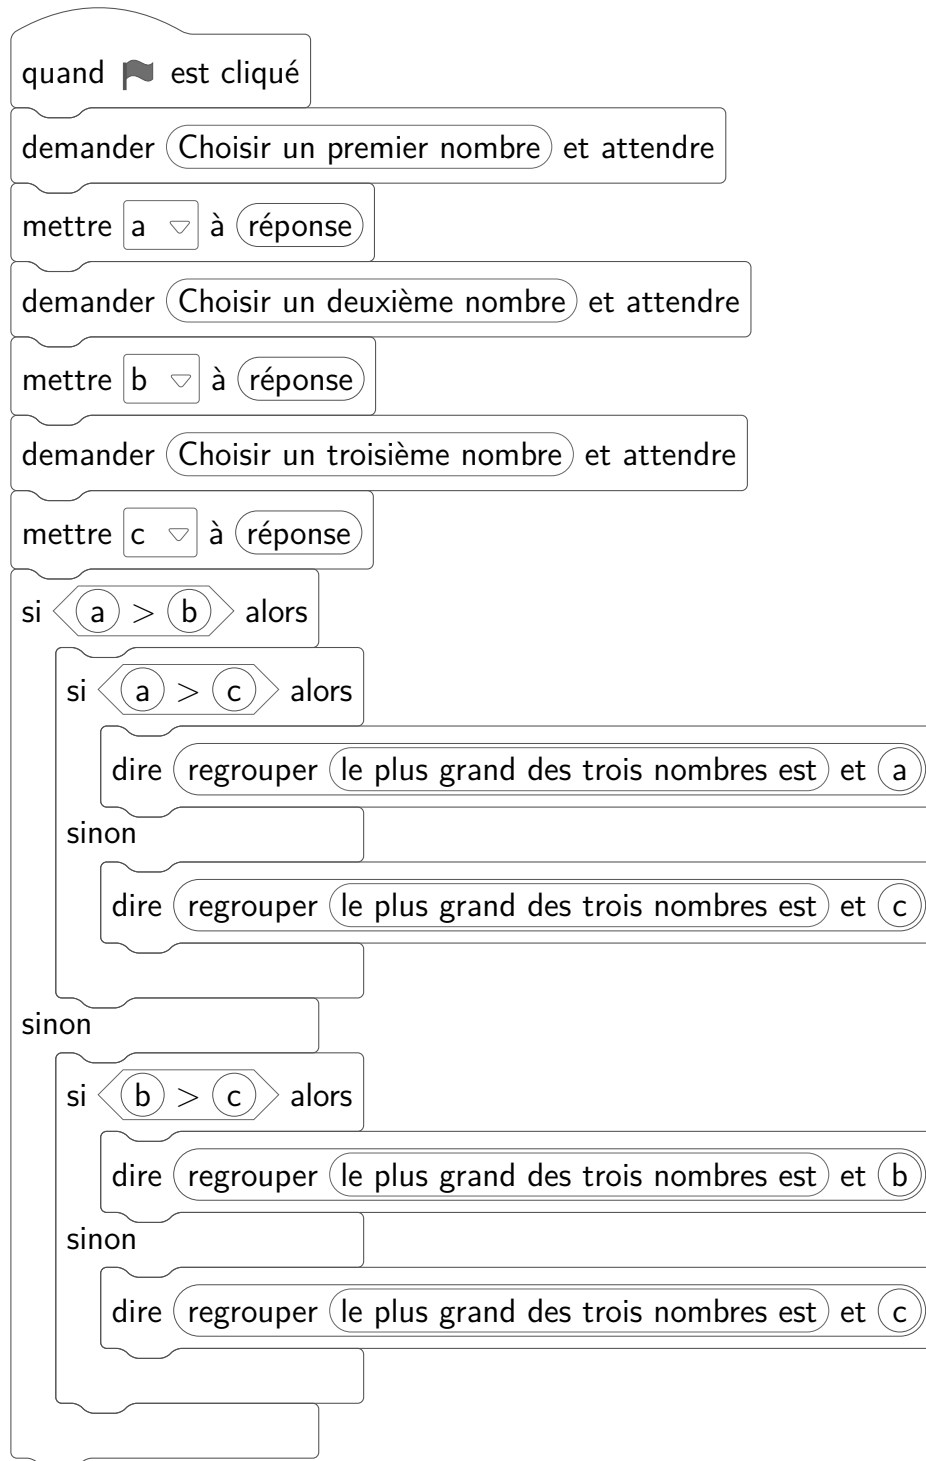 quand est cliqué
demander Choisir un premier nombre et attendre
mettre a à réponse
demander Choisir un deuxième nombre et attendre
mettre b à réponse
demander Choisir un troisième nombre et attendre
mettre c à réponse
si a > b alors
si a > c alors
dire regrouper le plus grand des trois nombres est et a
sinon
dire regrouper le plus grand des trois nombres est et c
sinon
si b > c alors
dire regrouper le plus grand des trois nombres est et b
sinon
dire regrouper le plus grand des trois nombres est et c